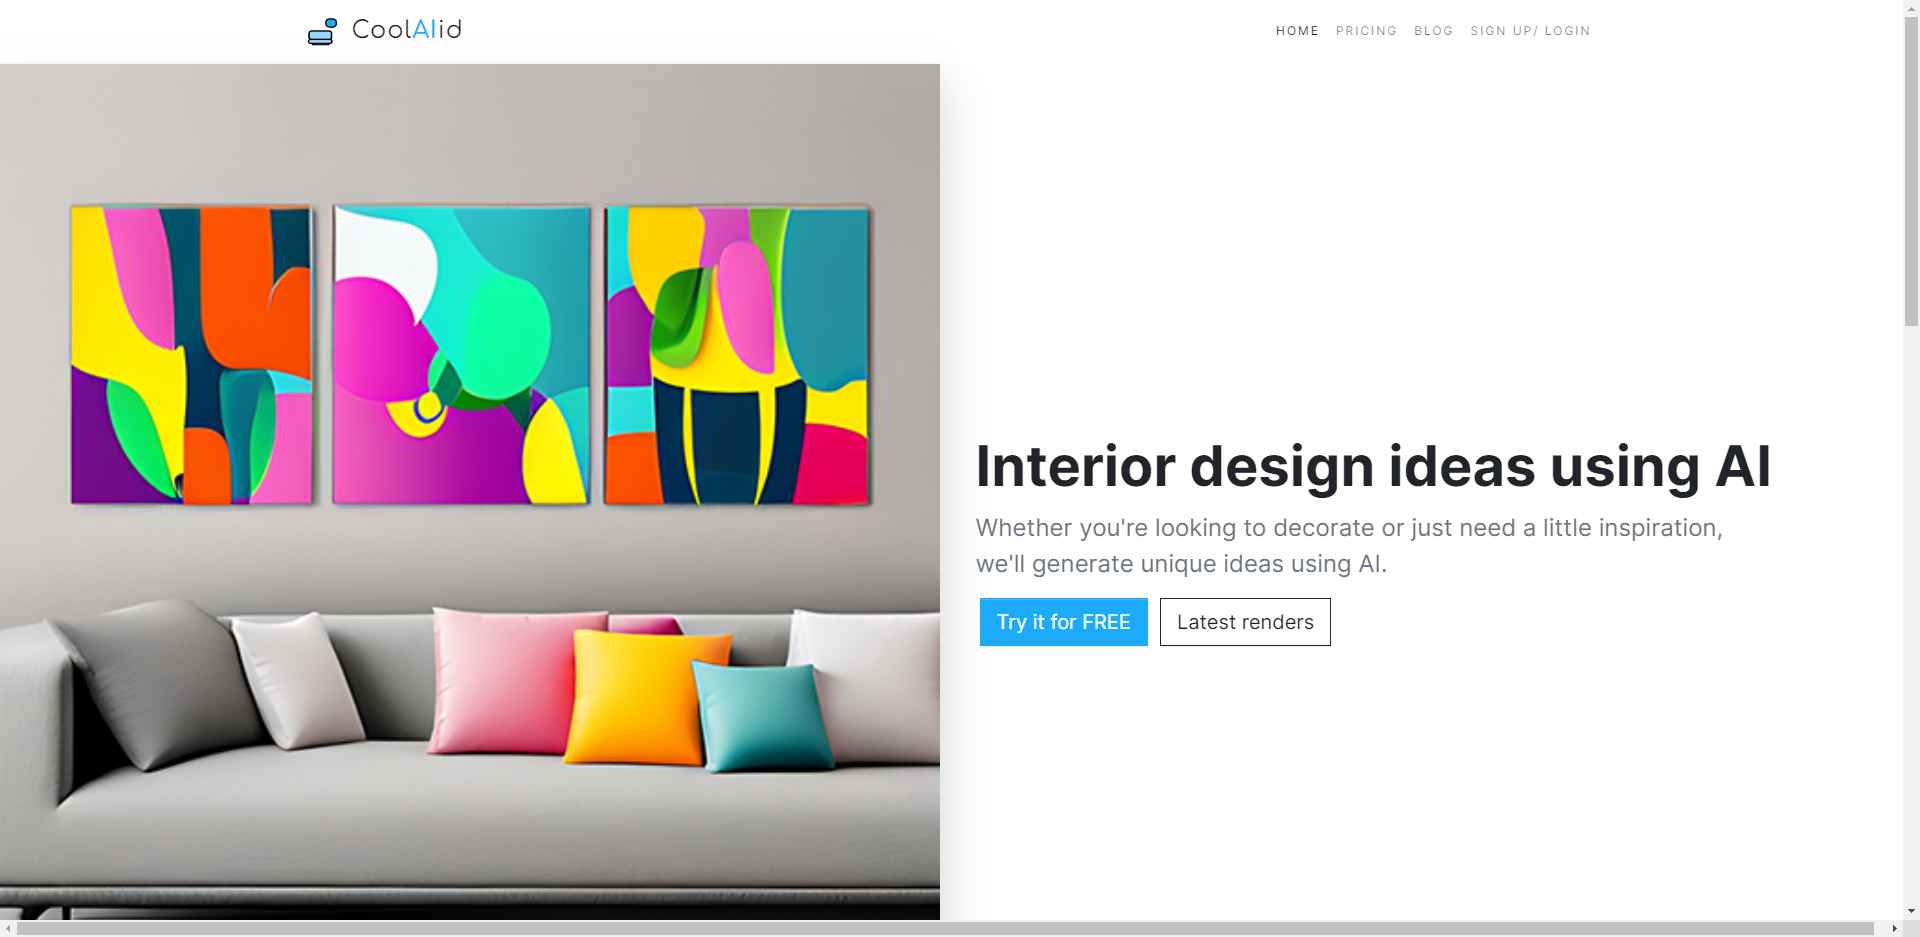 CoolAIid
HOME PRICING BLOG SIGN UP/ LOGIN
Interior design ideas using AI
Whether you're looking to decorate or just need a little inspiration,
we'll generate unique ideas using AI.
Try it for FREE
Latest renders